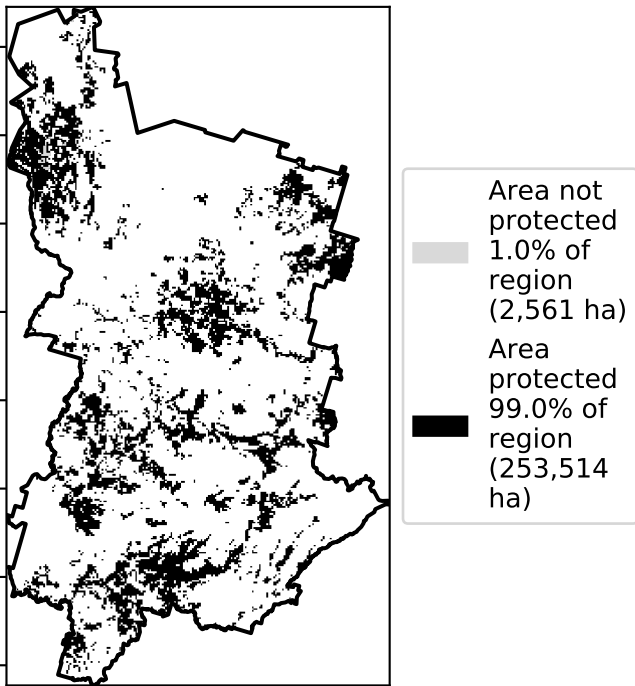 Area not
protected
1.0% of
region
(2,561 ha)
Area
protected
99.0% of
region
(253,514
ha)